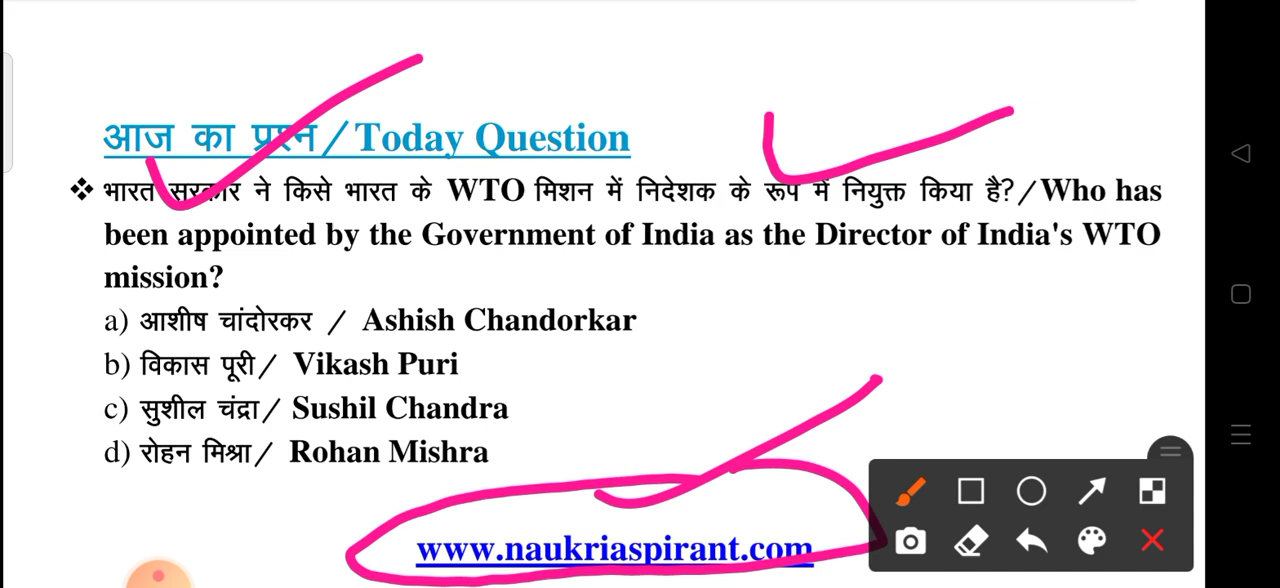 आज का प्रश्न/Today Question
❖ भारत सरकार ने किसे भारत के WTO मिशन में निदेशक के रूप में नियुक्त किया है?/Who has
been appointed by the Government of India as the Director of India's WTO
mission?
a) आशीष चांदोरकर / Ashish Chandorkar
b) विकास पूरी/ Vikash Puri
c) सुशील चंद्रा/ Sushil Chandra
d) रोहन मिश्रा/ Rohan Mishra
www.naukriaspirant.com